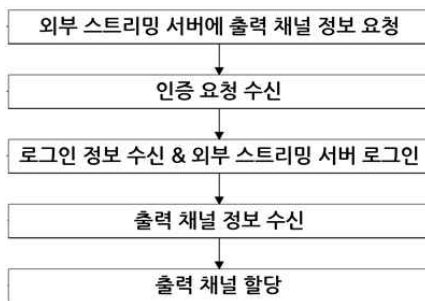 외부 스트리밍 서버에 출력 채널 정보 요청
인증 요청 수신
로그인 정보 수신 & 외부 스트리밍 서버 로그인
출력 채널 정보 수신
출력 채널 할당